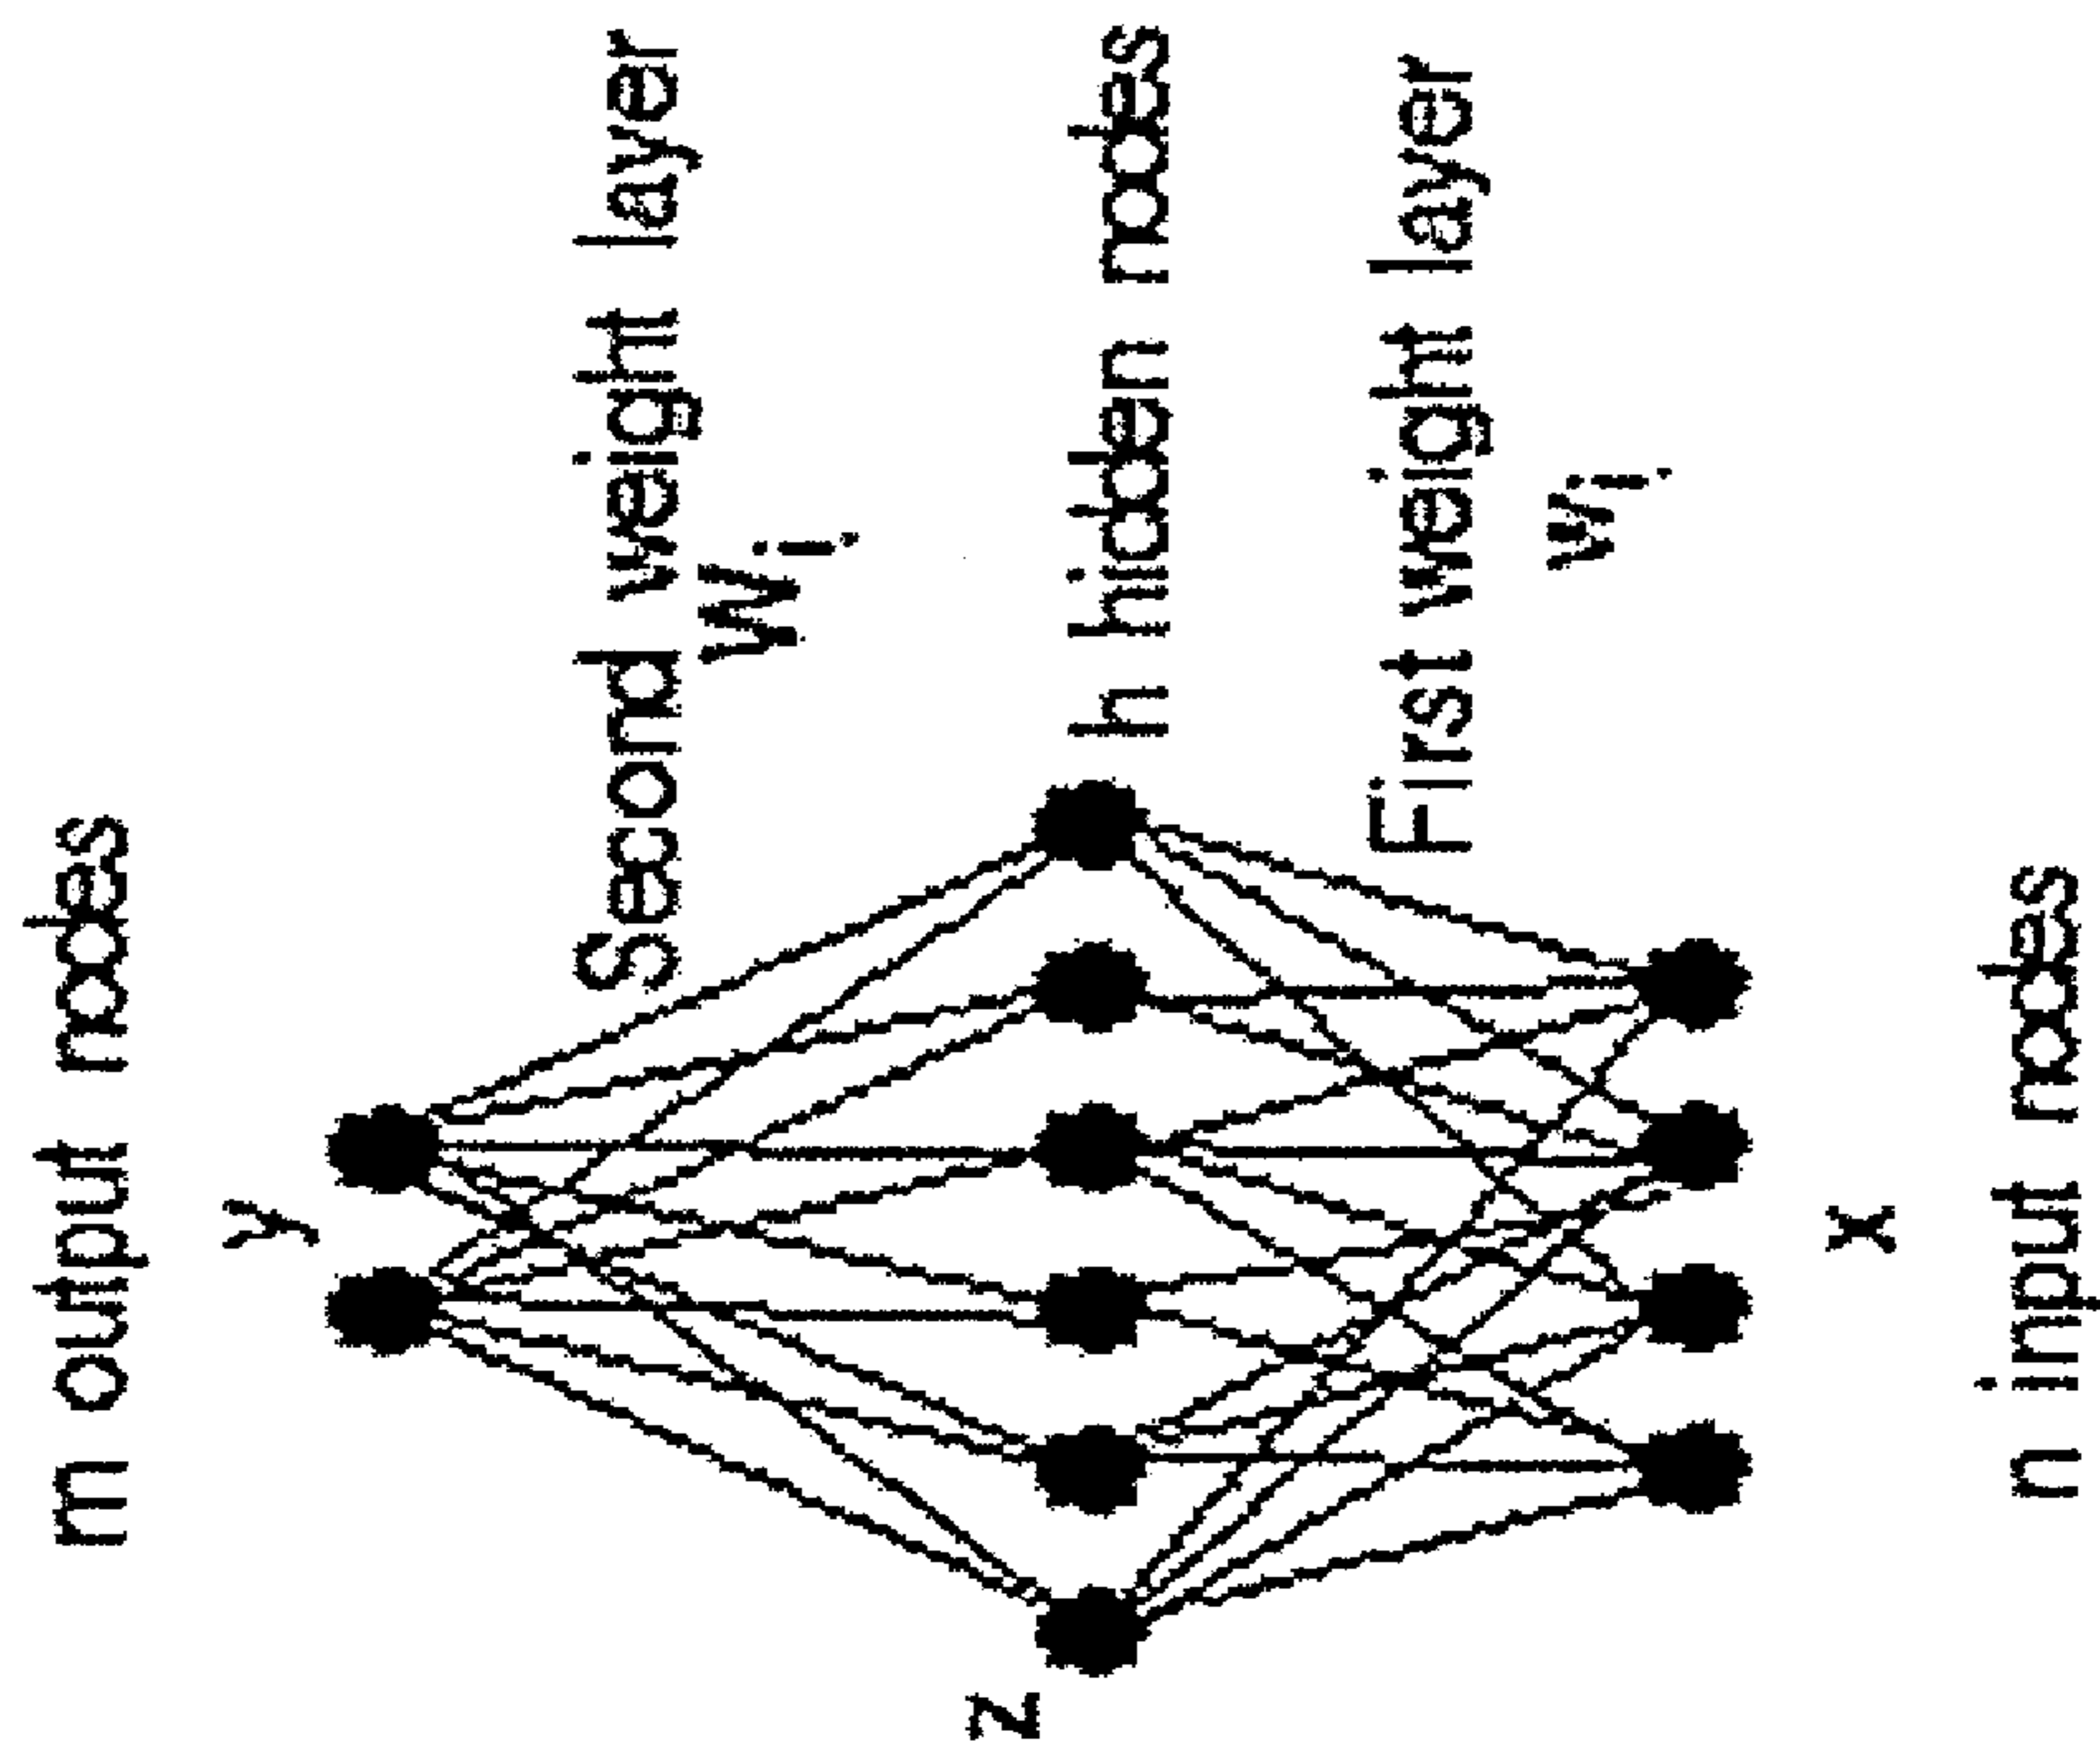 m output nodes
y
Second weight layer
W i,
z
h hidden nodes
First weight layer
w i,
x
n input nodes